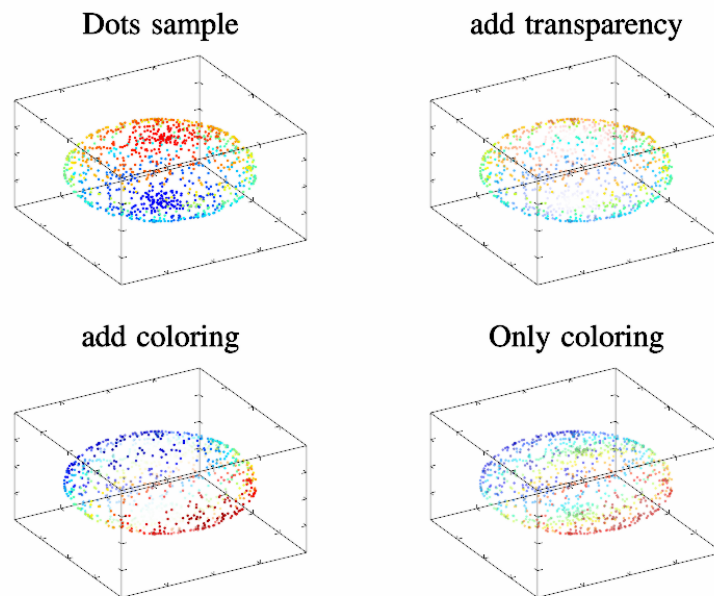 Dots sample
add transparency
add coloring
Only coloring